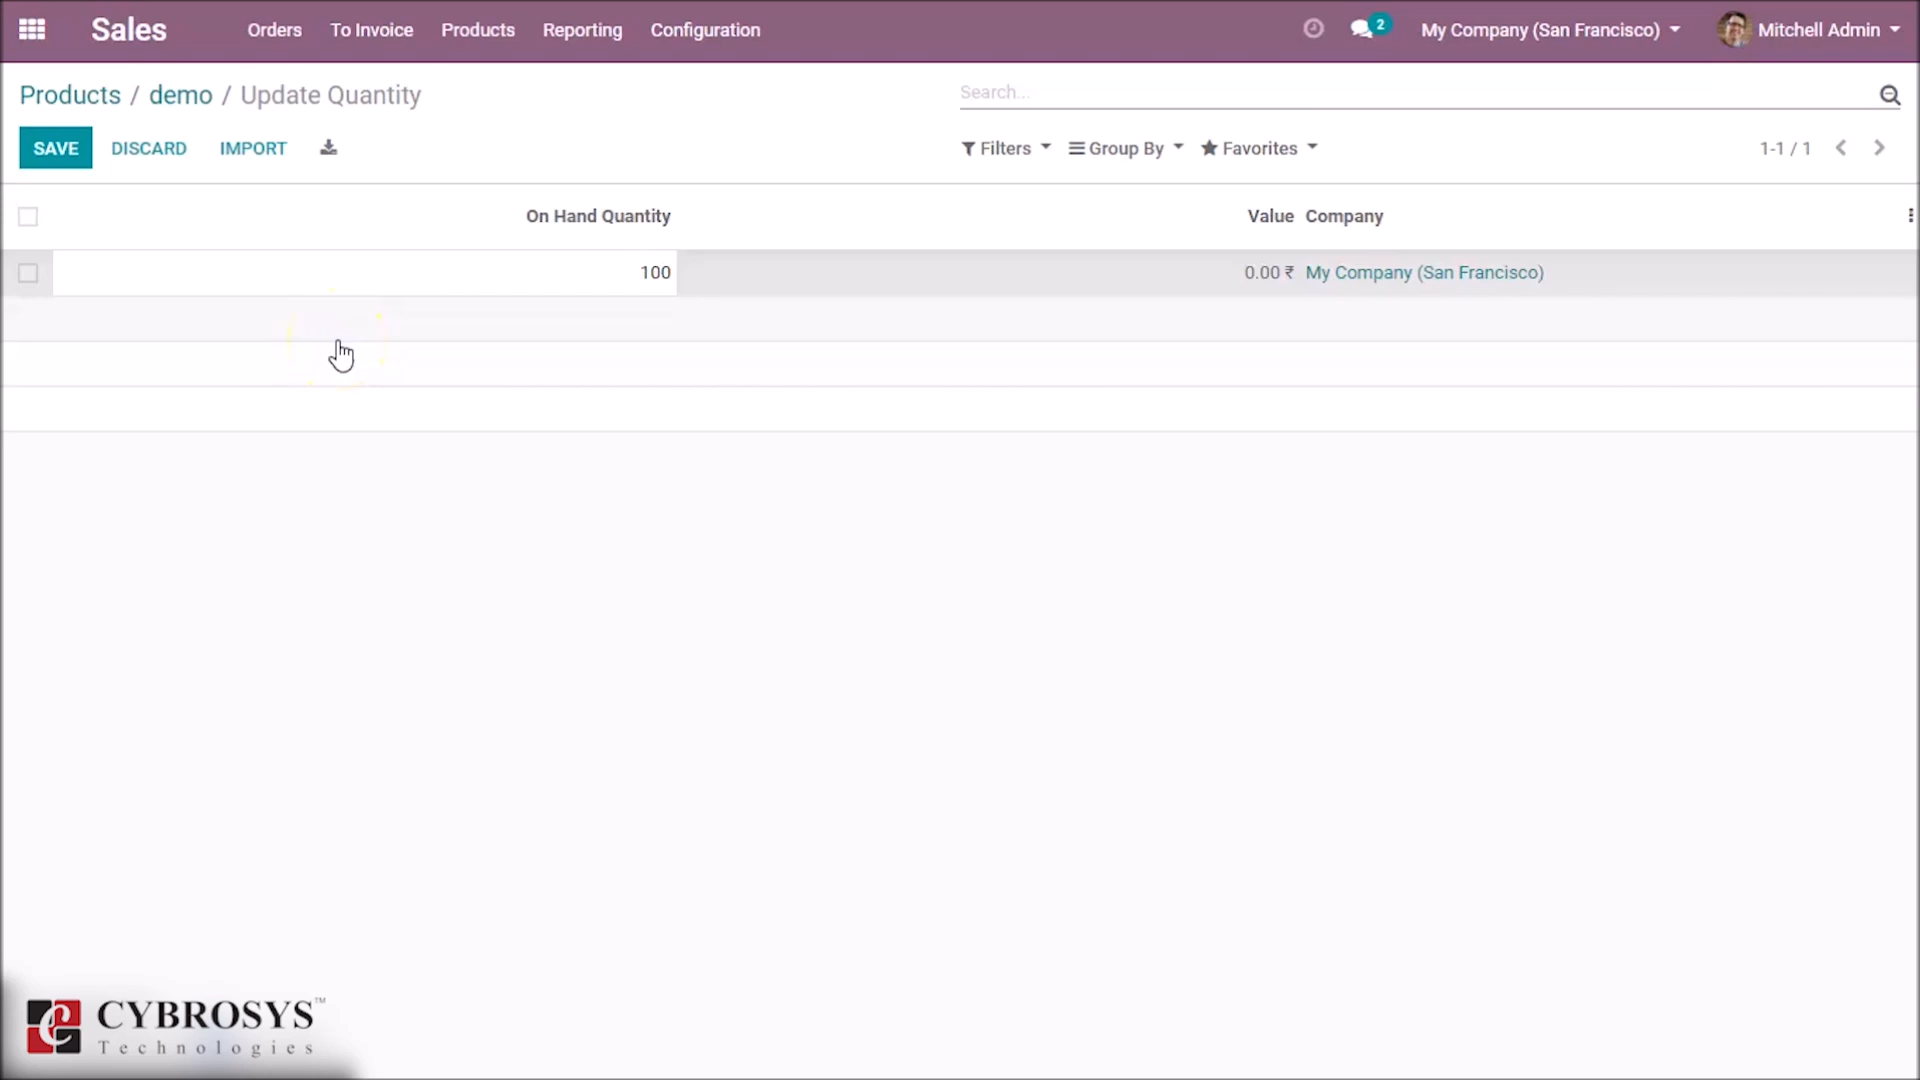 Sales Orders To Invoice Products Reporting Configuration 2 My Company (San Francisco) Mitchell Admin
Products / demo / Update Quantity Search...
SAVE DISCARD IMPORT Filters Group By Favorites 1-1 / 1
On Hand Quantity Value Company
100 0.00 ₹ My Company (San Francisco)
CYBROSYS™
Technologies